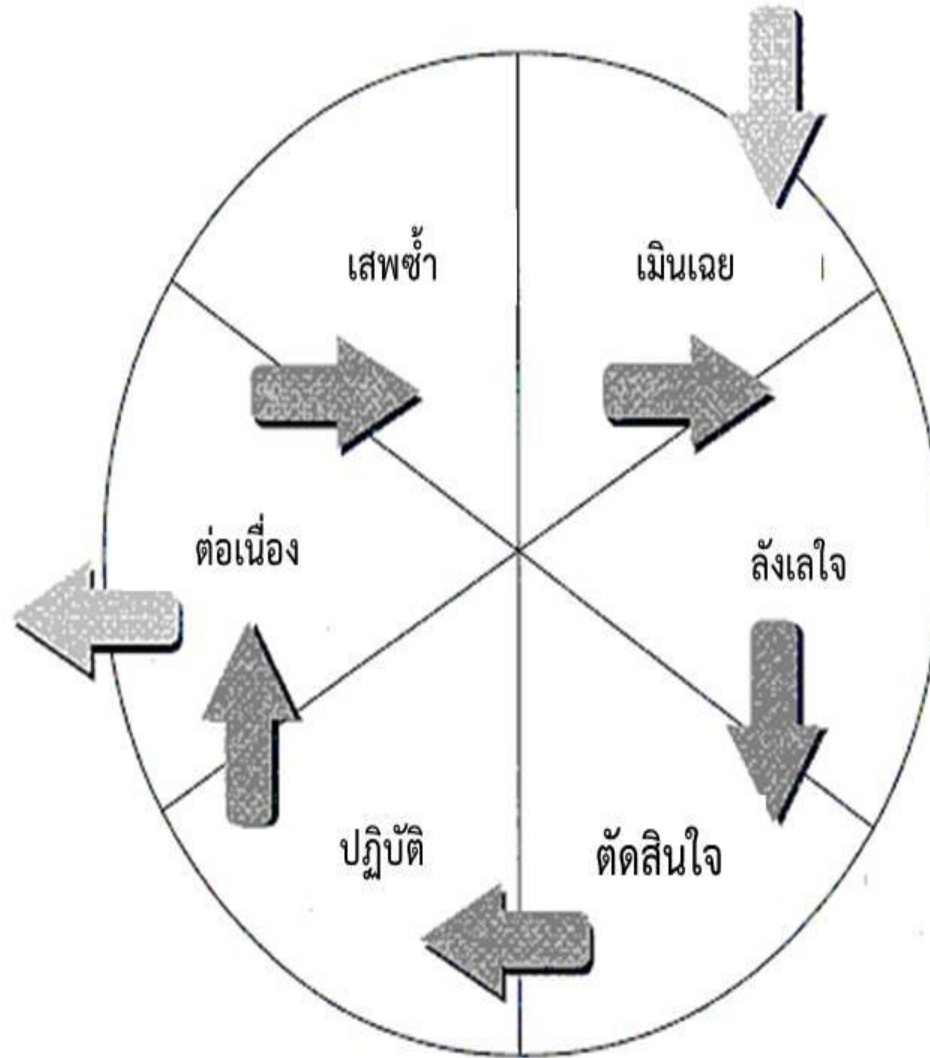 เสพซ้ำ
เมินเฉย
ต่อเนื่อง
ลังเลใจ
ปฏิบัติ
ตัดสินใจ